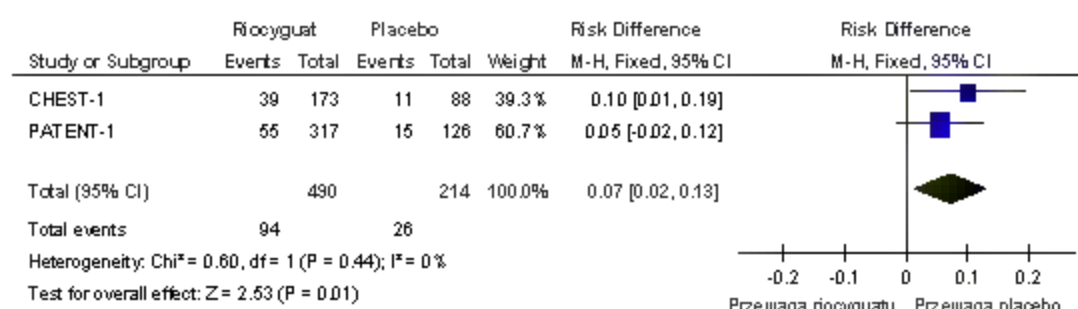 Riocyguat Placebo Risk Difference Risk Difference
Study or Subgroup Events Total Events Total Weight M-H, Fixed, 95% CI M-H, Fixed, 95% CI
CHEST-1 39 173 11 88 39.3% 0.10 [0.01, 0.19]
PATENT-1 55 317 15 126 60.7% 0.05 [-0.02, 0.12]
Total (95% CI) 490 214 100.0% 0.07 [0.02, 0.13]
Total events 94 26
Heterogeneity: Chi² = 0.60, df = 1 (P = 0.44); I² = 0%
Test for overall effect: Z = 2.53 (P = 0.01)
-0.2 -0.1 0 0.1 0.2
Przewaga riocyguatu Przewaga placebo